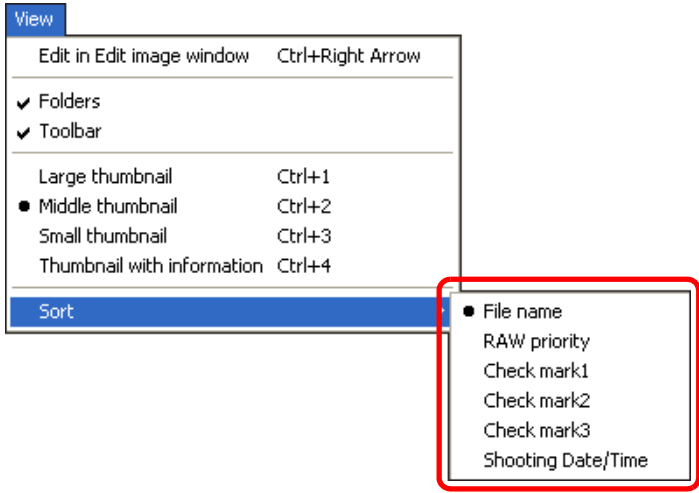 View
Edit in Edit image window Ctrl+Right Arrow
Folders
Toolbar
Large thumbnail Ctrl+1
Middle thumbnail Ctrl+2
Small thumbnail Ctrl+3
Thumbnail with information Ctrl+4
Sort
File name
RAW priority
Check mark1
Check mark2
Check mark3
Shooting Date/Time